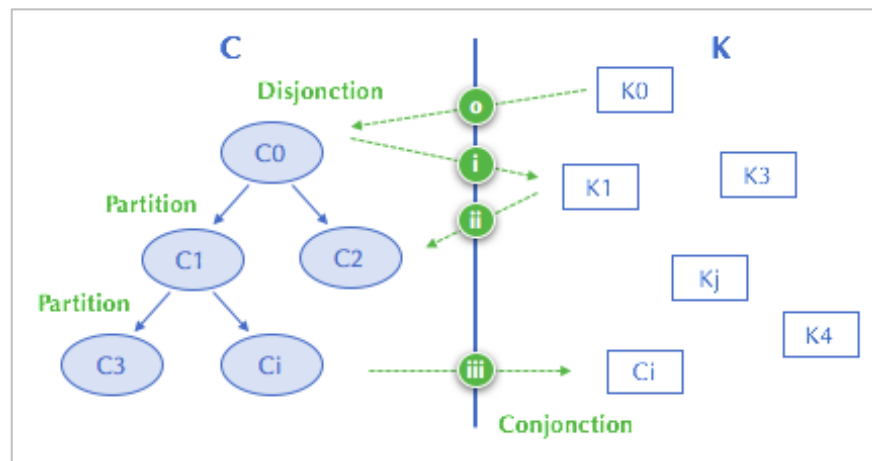 C
K
Disjonction
o
K0
C0
i
K1
K3
Partition
ii
C1
C2
Kj
Partition
K4
C3
Ci
iii
Ci
Conjonction